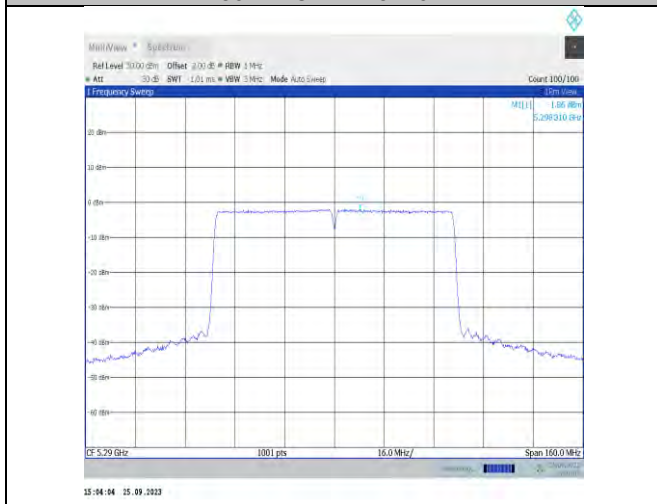 MultiView
Spectrum
Ref Level 30.00 dBm Offset 2.00 dB RBW 1 MHz
Att 30 dB SWT 1.01 ms VBW 3 MHz Mode Auto Sweep Count 100/100
1 Frequency Sweep
M1[1] -1.86 dBm
5.298310 GHz
20 dBm
10 dBm
0 dBm
-10 dBm
-20 dBm
-30 dBm
-40 dBm
-50 dBm
-60 dBm
CF 5.29 GHz 1001 pts 16.0 MHz/ Span 160.0 MHz
15:04:04 25.09.2023